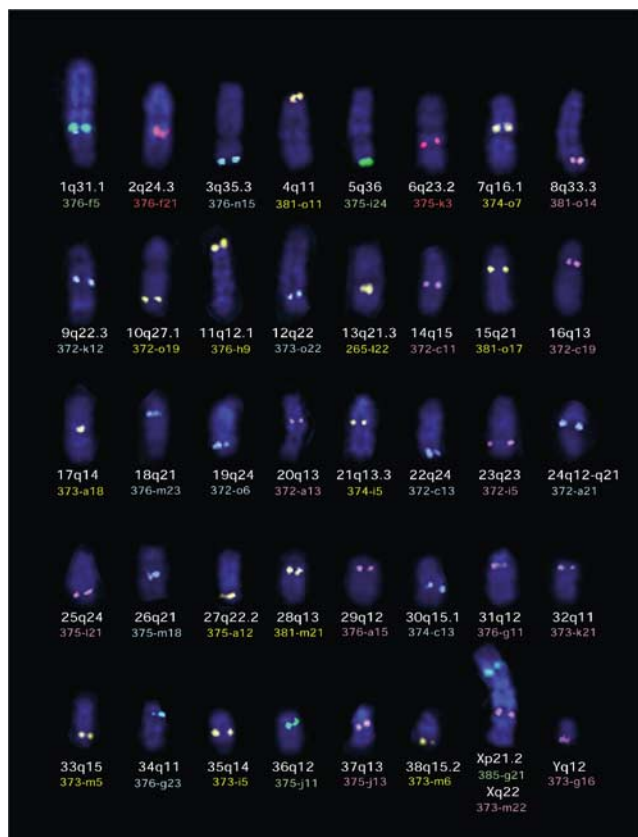 1q31.1 2q24.3 3q35.3 4q11 5q36 6q23.2 7q16.1 8q33.3
376-f5 376-f21 376-n15 381-o11 375-i24 375-k3 374-o7 381-o14
9q22.3 10q27.1 11q12.1 12q22 13q21.3 14q15 15q21 16q13
372-k12 372-o19 376-h9 373-o22 265-l22 372-c11 381-o17 372-c19
17q14 18q21 19q24 20q13 21q13.3 22q24 23q23 24q12-q21
373-a18 376-m23 372-o6 372-a13 374-i5 372-c13 372-i5 372-a21
25q24 26q21 27q22.2 28q13 29q12 30q15.1 31q12 32q11
375-l21 375-m18 375-a12 381-m21 376-a15 374-c13 376-g11 373-k21
33q15 34q11 35q14 36q12 37q13 38q15.2 Xp21.2 Yq12
373-m5 376-g23 373-i5 375-j11 375-j13 373-m6 385-g21 373-g16
Xq22
373-m22